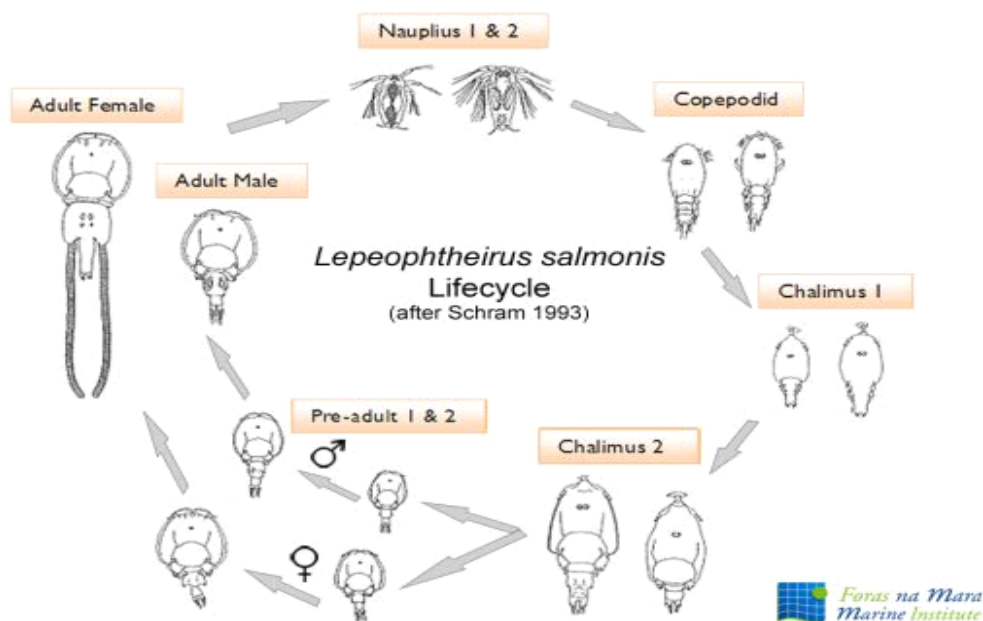 Nauplius 1 & 2
Adult Female
Copepodid
Adult Male
Lepeophtheirus salmonis
Lifecycle
(after Schram 1993)
Chalimus 1
Pre-adult 1 & 2
Chalimus 2
♂
♀
Foras na Mara
Marine Institute